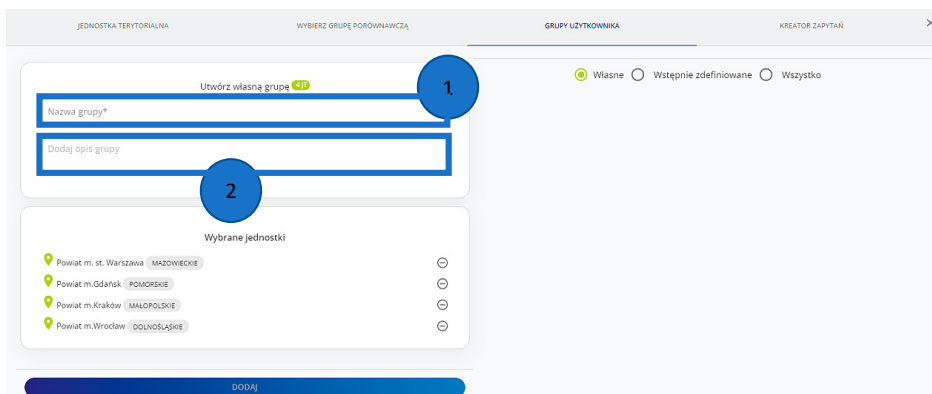 JEDNOSTKA TERYTORIALNA WYBIERZ GRUPĘ PORÓWNAWCZĄ GRUPY UŻYTKOWNIKA KREATOR ZAPYTAŃ
Utwórz własną grupę 4 JT
1
Własne Wstępnie zdefiniowane Wszystko
Nazwa grupy*
Dodaj opis grupy
2
Wybrane jednostki
Powiat m. st. Warszawa MAZOWIECKIE
Powiat m.Gdańsk POMORSKIE
Powiat m.Kraków MAŁOPOLSKIE
Powiat m.Wrocław DOLNOŚLĄSKIE
DODAJ